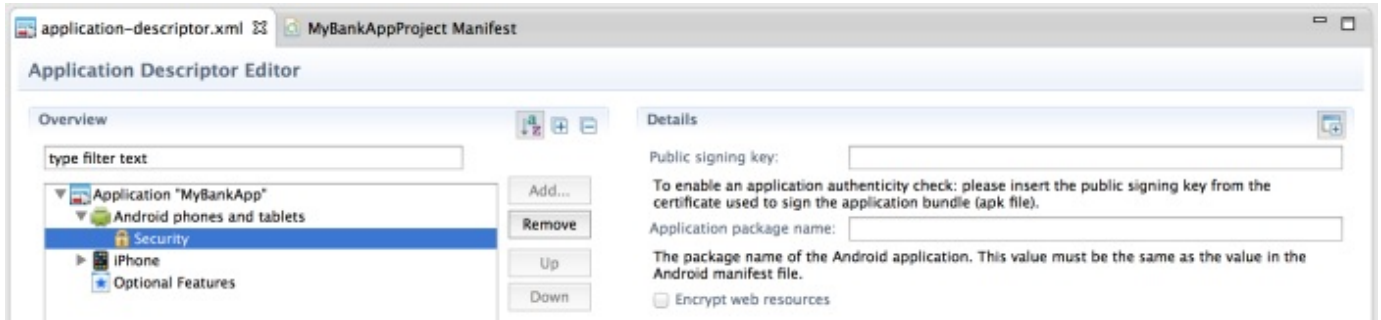 application-descriptor.xml
MyBankAppProject Manifest
Application Descriptor Editor
Overview
type filter text
Application "MyBankApp"
Android phones and tablets
Security
iPhone
Optional Features
Add...
Remove
Up
Down
Details
Public signing key:
To enable an application authenticity check: please insert the public signing key from the
certificate used to sign the application bundle (apk file).
Application package name:
The package name of the Android application. This value must be the same as the value in the
Android manifest file.
Encrypt web resources